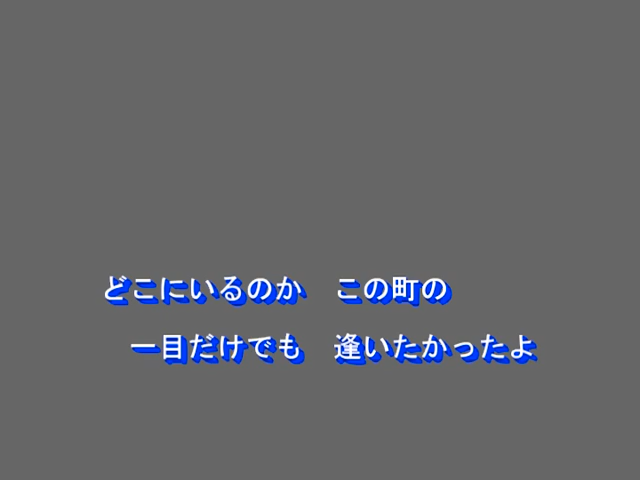 どこにいるのか　この町の
一目だけでも　逢いたかったよ